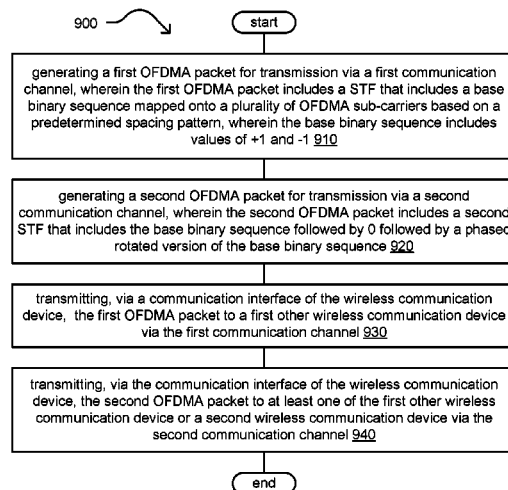 900
start
generating a first OFDMA packet for transmission via a first communication
channel, wherein the first OFDMA packet includes a STF that includes a base
binary sequence mapped onto a plurality of OFDMA sub-carriers based on a
predetermined spacing pattern, wherein the base binary sequence includes
values of +1 and -1 910
generating a second OFDMA packet for transmission via a second
communication channel, wherein the second OFDMA packet includes a second
STF that includes the base binary sequence followed by 0 followed by a phased
rotated version of the base binary sequence 920
transmitting, via a communication interface of the wireless communication
device, the first OFDMA packet to a first other wireless communication device
via the first communication channel 930
transmitting, via the communication interface of the wireless communication
device, the second OFDMA packet to at least one of the first other wireless
communication device or a second wireless communication device via the
second communication channel 940
end